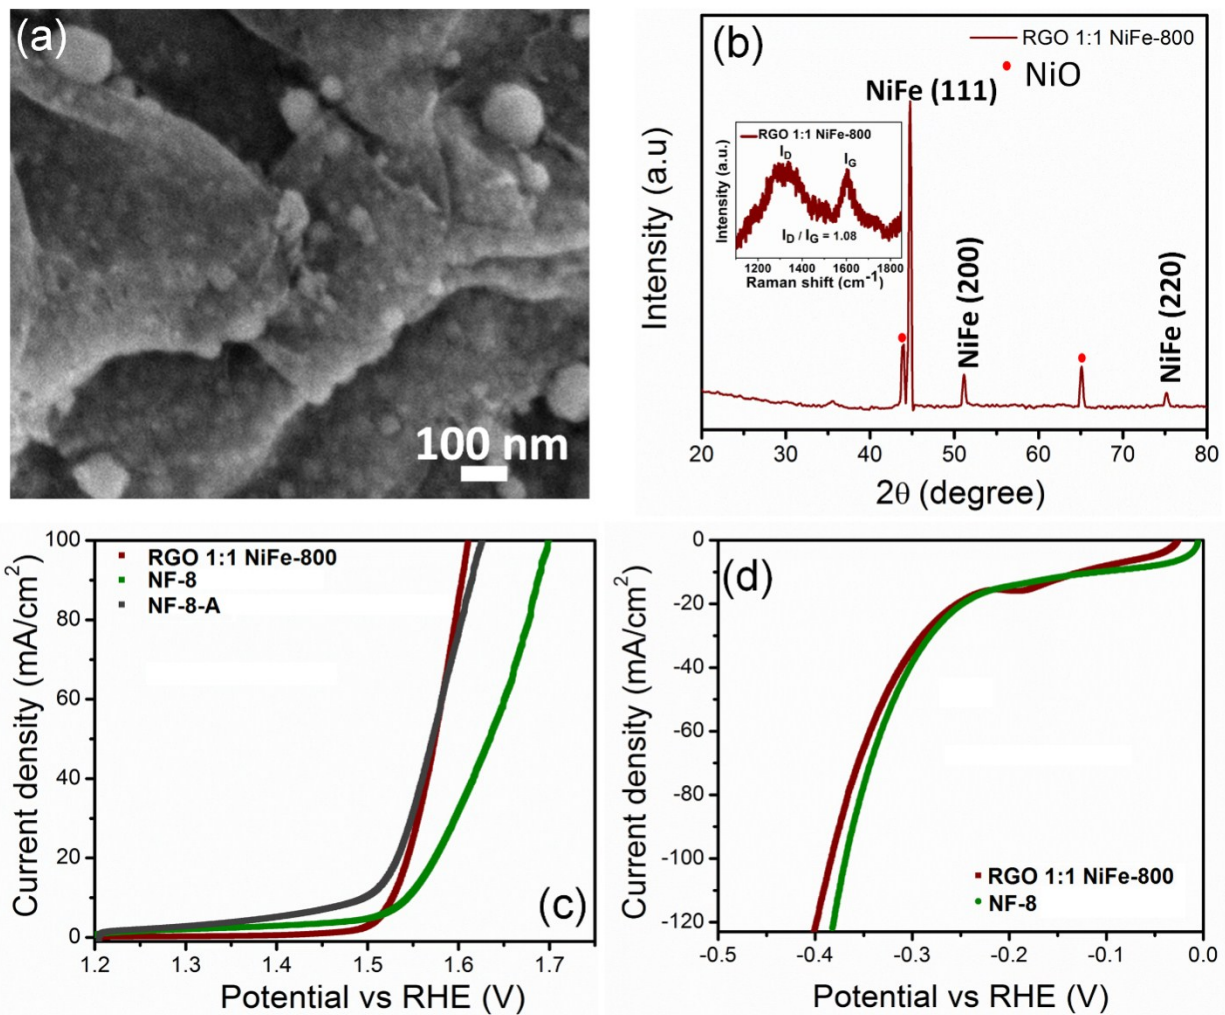 (a)
100 nm
(b)
RGO 1:1 NiFe-800
NiO
NiFe (111)
NiFe (200)
NiFe (220)
Intensity (a.u)
20 30 40 50 60 70 80
2θ (degree)
RGO 1:1 NiFe-800
I_D
I_G
I_D / I_G = 1.08
Intensity (a.u.)
1200 1400 1600 1800
Raman shift (cm⁻¹)
100
80
60
40
20
0
Current density (mA/cm²)
RGO 1:1 NiFe-800
NF-8
NF-8-A
(c)
1.2 1.3 1.4 1.5 1.6 1.7
Potential vs RHE (V)
0
-20
-40
-60
-80
-100
-120
Current density (mA/cm²)
(d)
RGO 1:1 NiFe-800
NF-8
-0.5 -0.4 -0.3 -0.2 -0.1 0.0
Potential vs RHE (V)